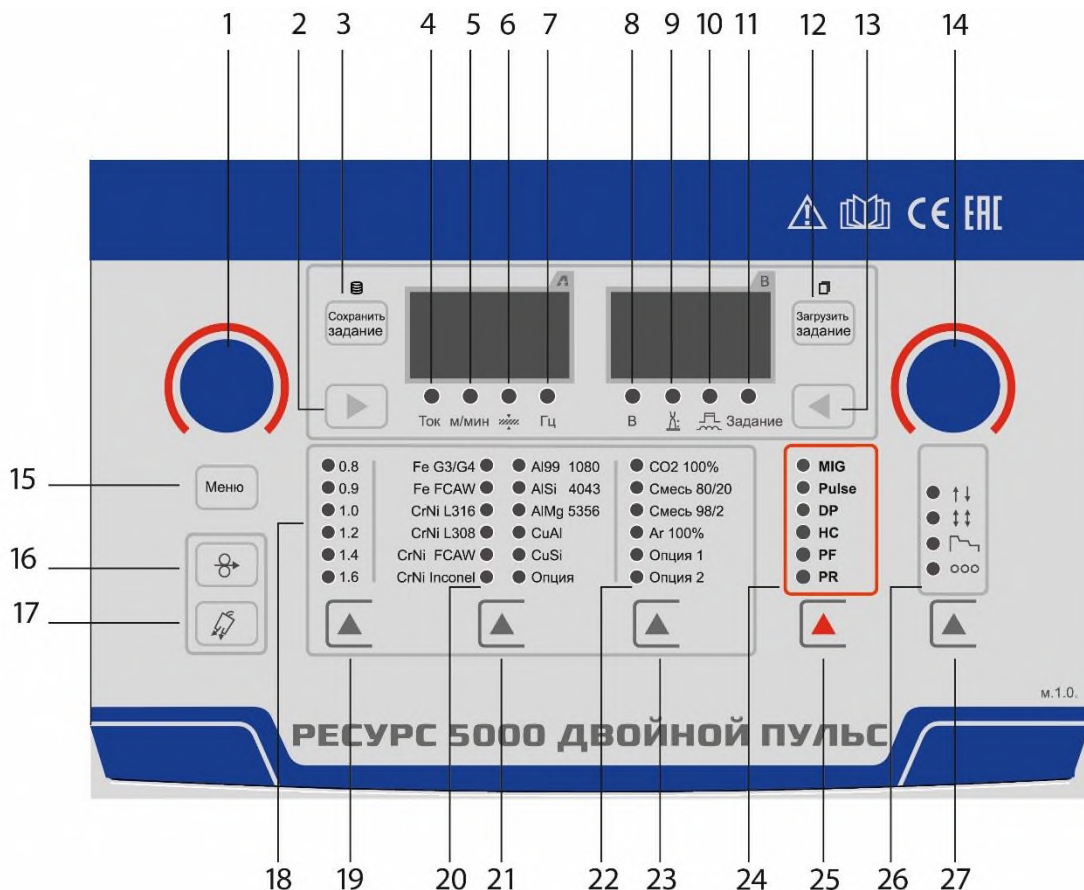 1 2 3 4 5 6 7 8 9 10 11 12 13 14
CE EAC
Сохранить
задание
A
B
Загрузить
задание
Ток м/мин Гц
В Задание
15
Меню
16
17
0.8
0.9
1.0
1.2
1.4
1.6
Fe G3/G4
Fe FCAW
CrNi L316
CrNi L308
CrNi FCAW
CrNi Inconel
Al99 1080
AlSi 4043
AlMg 5356
CuAl
CuSi
Опция
CO2 100%
Смесь 80/20
Смесь 98/2
Ar 100%
Опция 1
Опция 2
MIG
Pulse
DP
HC
PF
PR
м.1.0.
РЕСУРС 5000 ДВОЙНОЙ ПУЛЬС
18 19 20 21 22 23 24 25 26 27